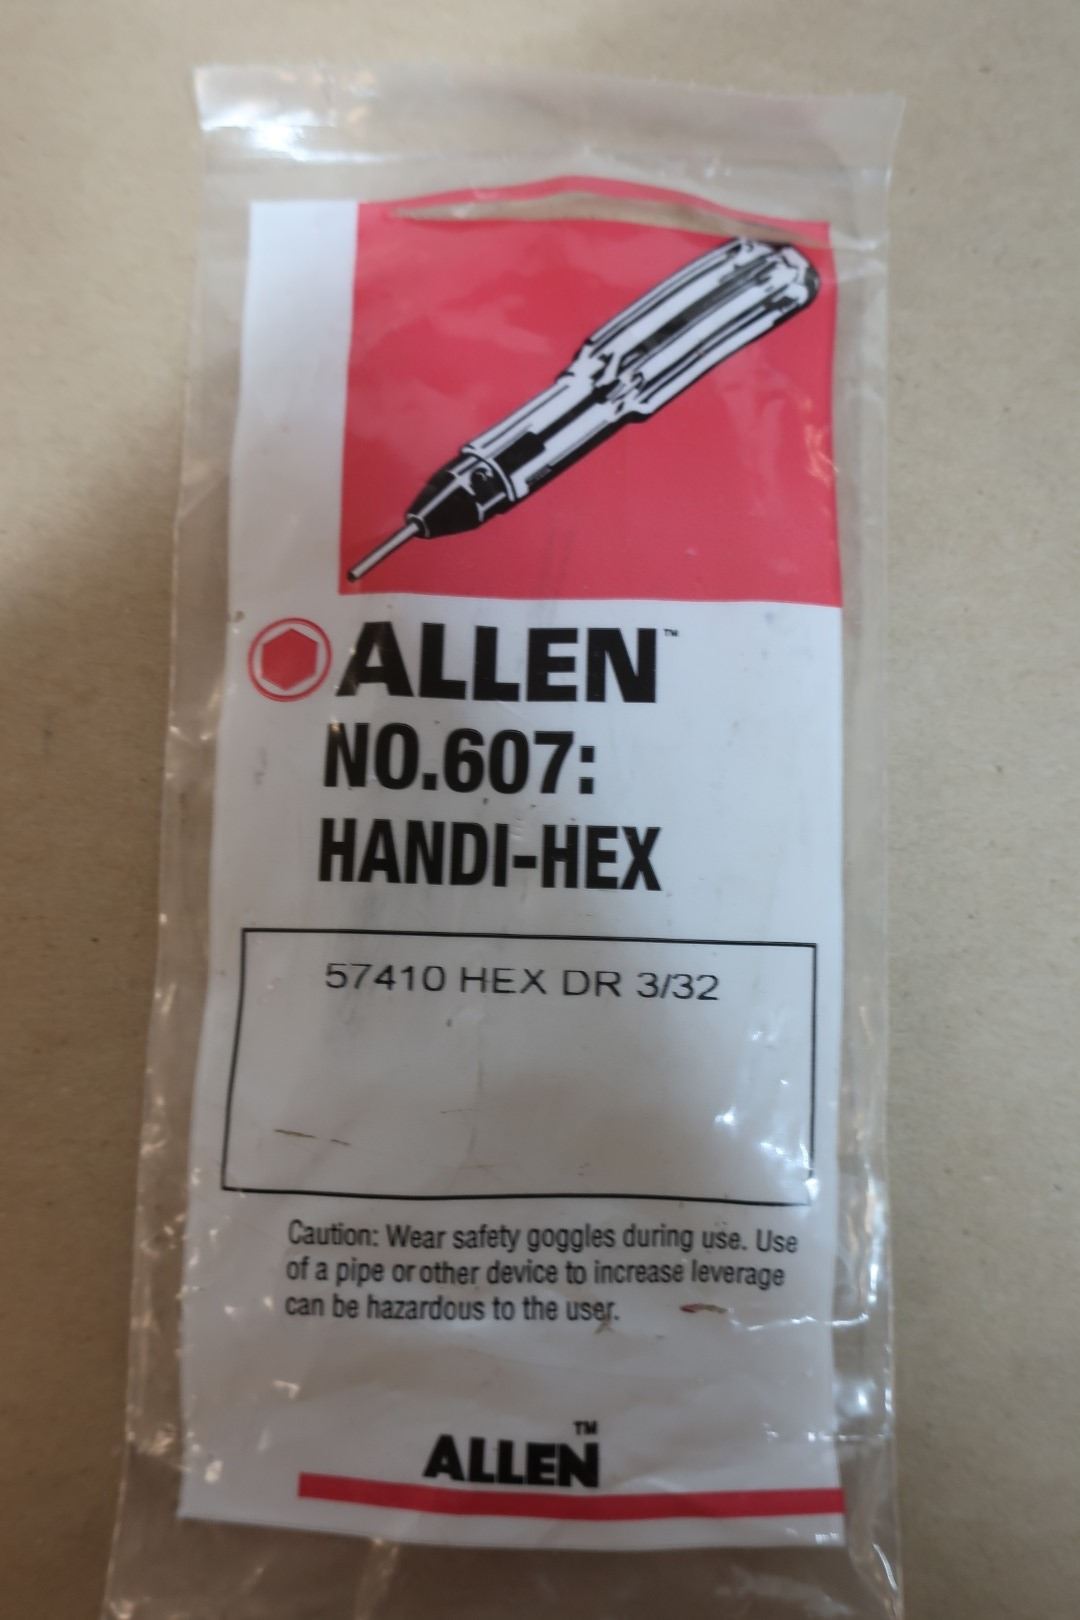 ALLEN™
NO.607:
HANDI-HEX
57410 HEX DR 3/32
Caution: Wear safety goggles during use. Use
of a pipe or other device to increase leverage
can be hazardous to the user.
ALLEN™